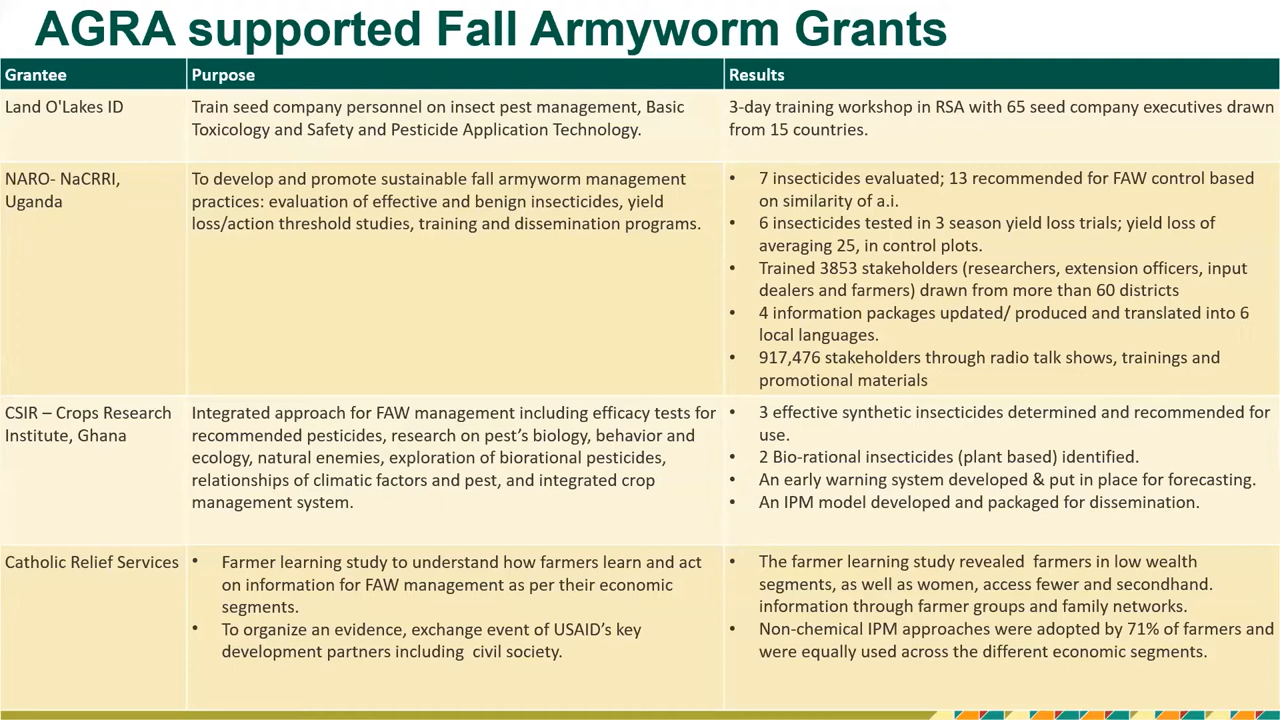 AGRA supported Fall Armyworm Grants
Grantee
Purpose
Results
Land O'Lakes ID
Train seed company personnel on insect pest management, Basic
Toxicology and Safety and Pesticide Application Technology.
3-day training workshop in RSA with 65 seed company executives drawn
from 15 countries.
NARO- NaCRRI,
Uganda
To develop and promote sustainable fall armyworm management
practices: evaluation of effective and benign insecticides, yield
loss/action threshold studies, training and dissemination programs.
• 7 insecticides evaluated; 13 recommended for FAW control based
on similarity of a.i.
• 6 insecticides tested in 3 season yield loss trials; yield loss of
averaging 25, in control plots.
• Trained 3853 stakeholders (researchers, extension officers, input
dealers and farmers) drawn from more than 60 districts
• 4 information packages updated/ produced and translated into 6
local languages.
• 917,476 stakeholders through radio talk shows, trainings and
promotional materials
CSIR – Crops Research
Institute, Ghana
Integrated approach for FAW management including efficacy tests for
recommended pesticides, research on pest's biology, behavior and
ecology, natural enemies, exploration of biorational pesticides,
relationships of climatic factors and pest, and integrated crop
management system.
• 3 effective synthetic insecticides determined and recommended for
use.
• 2 Bio-rational insecticides (plant based) identified.
• An early warning system developed & put in place for forecasting.
• An IPM model developed and packaged for dissemination.
Catholic Relief Services
• Farmer learning study to understand how farmers learn and act
on information for FAW management as per their economic
segments.
• To organize an evidence, exchange event of USAID's key
development partners including civil society.
• The farmer learning study revealed farmers in low wealth
segments, as well as women, access fewer and secondhand.
information through farmer groups and family networks.
• Non-chemical IPM approaches were adopted by 71% of farmers and
were equally used across the different economic segments.